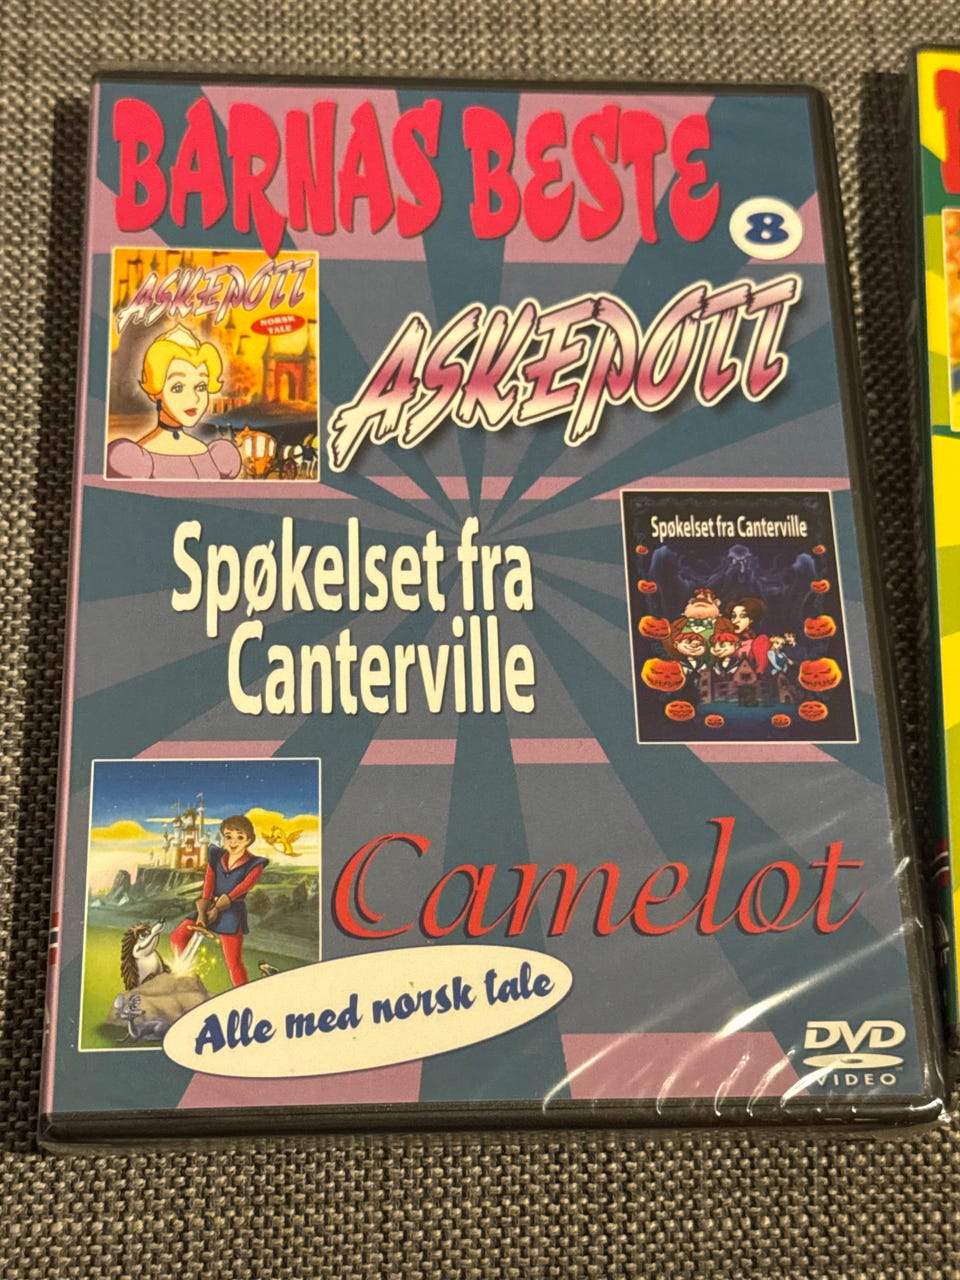 BARNAS BESTE
8
ASKEPOTT
NORSK
TALE
ASKEPOTT
Spøkelset fra
Canterville
Spøkelset fra Canterville
Camelot
Alle med norsk tale
DVD
VIDEO